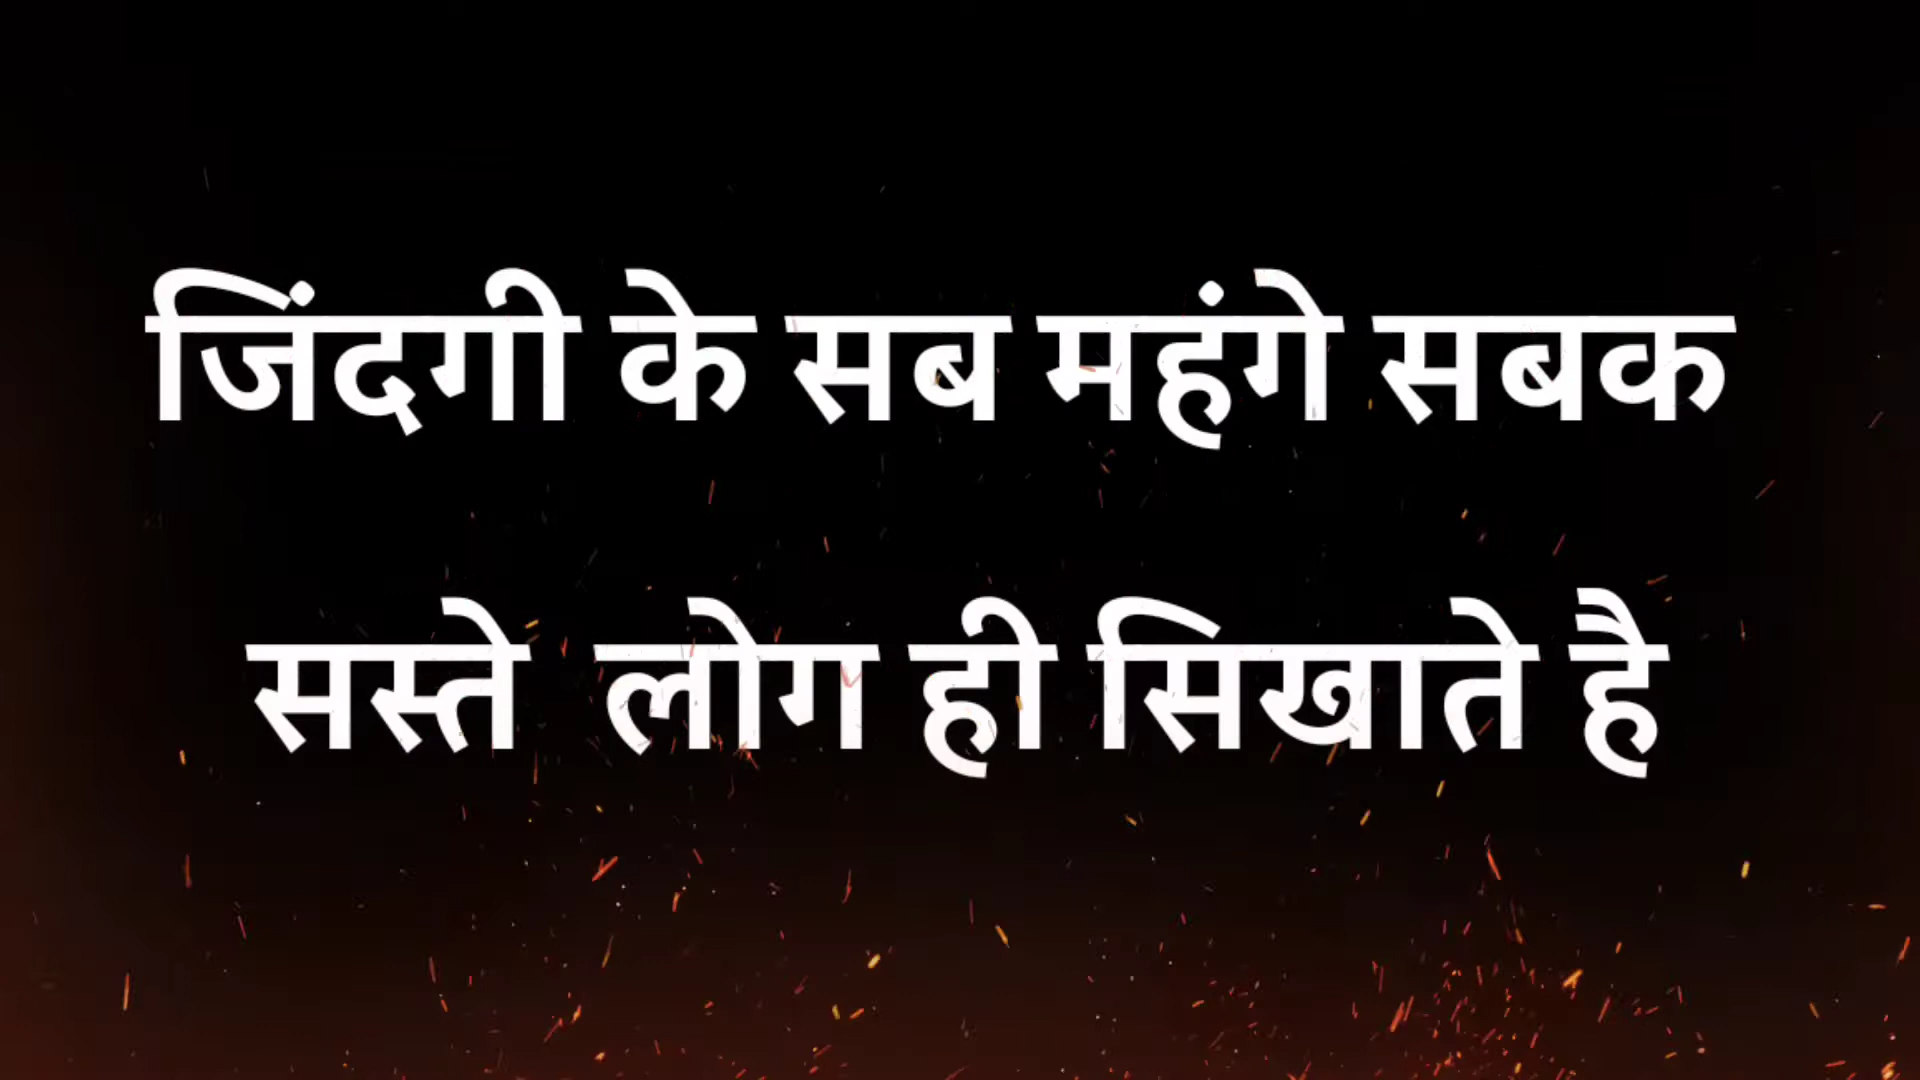 जिंदगी के सब महंगे सबक
सस्ते लोग ही सिखाते है